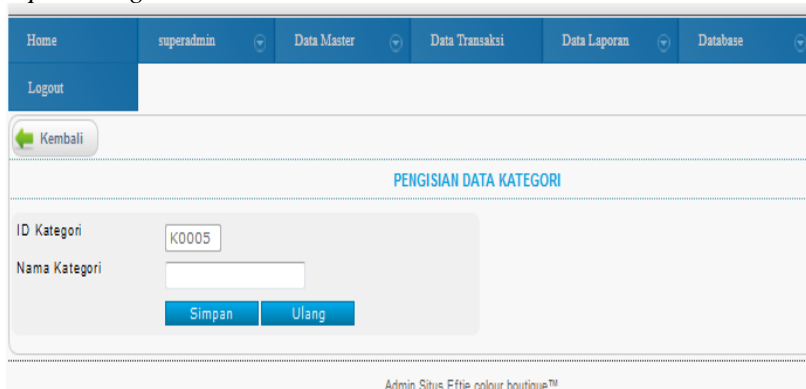 Home superadmin Data Master Data Transaksi Data Laporan Database
Logout
Kembali
PENGISIAN DATA KATEGORI
ID Kategori K0005
Nama Kategori
Simpan Ulang
Admin Situs Eftie colour boutique™